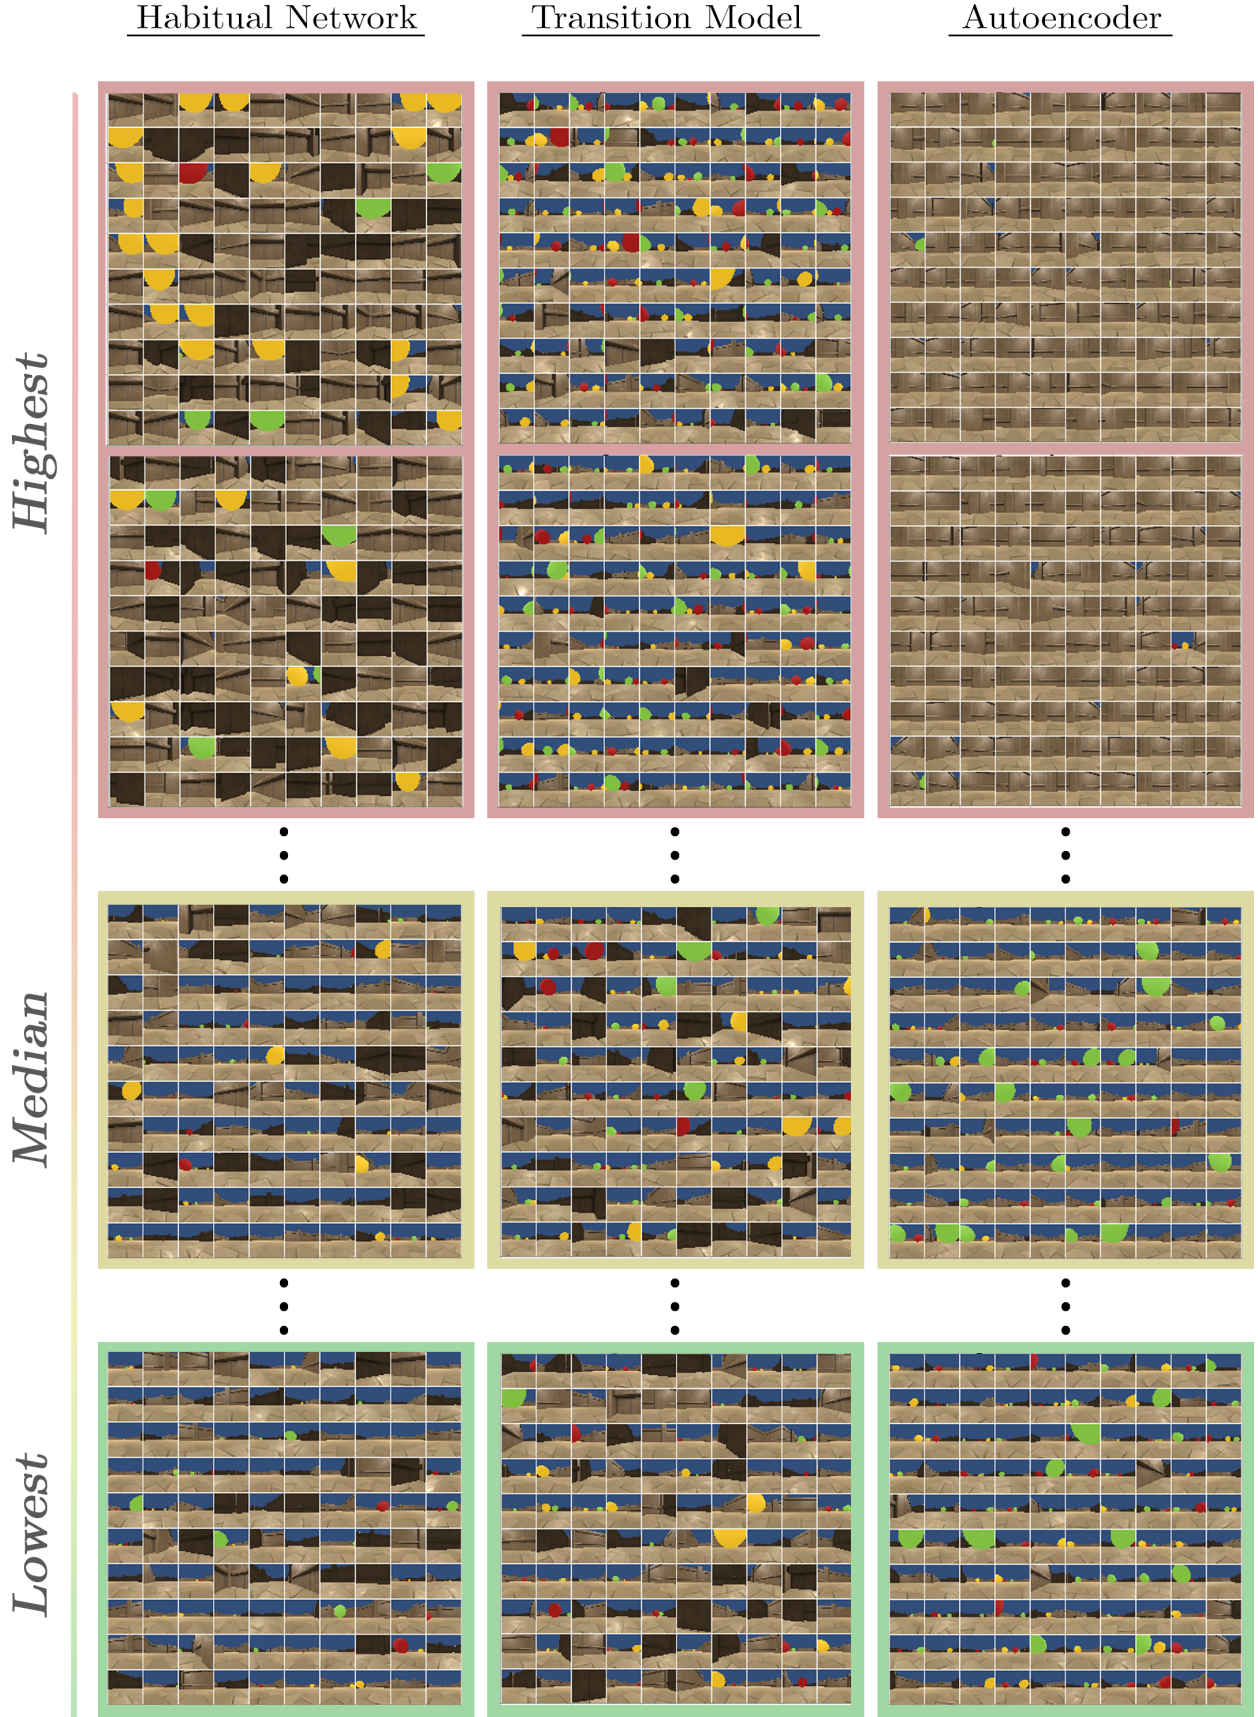 Habitual Network
Transition Model
Autoencoder
Highest
Median
Lowest